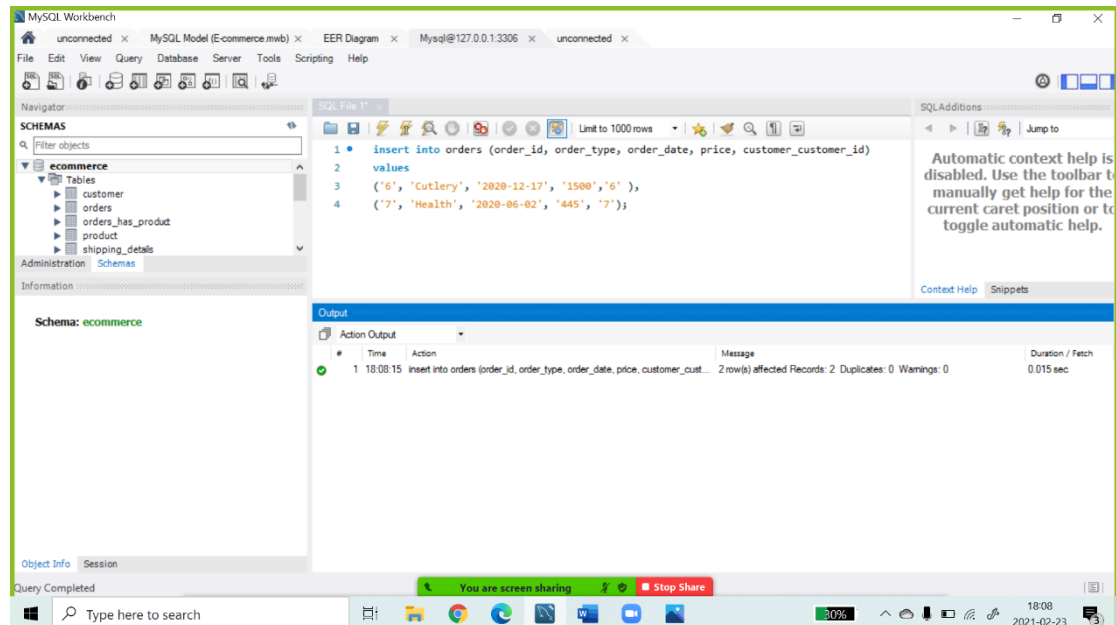 MySQL Workbench
unconnected × MySQL Model (E-commerce.mwb) × EER Diagram × Mysql@127.0.0.1:3306 × unconnected ×
File Edit View Query Database Server Tools Scripting Help
Navigator
SCHEMAS
Filter objects
ecommerce
Tables
customer
orders
orders_has_product
product
shipping_details
Administration Schemas
Information
Schema: ecommerce
Object Info Session
SQL File 1* ×
Limit to 1000 rows
1 insert into orders (order_id, order_type, order_date, price, customer_customer_id)
2 values
3 ('6', 'Cutlery', '2020-12-17', '1500','6' ),
4 ('7', 'Health', '2020-06-02', '445', '7');
SQLAdditions
Jump to
Automatic context help is
disabled. Use the toolbar t
manually get help for the
current caret position or to
toggle automatic help.
Context Help Snippets
Output
Action Output
# Time Action Message Duration / Fetch
1 18:08:15 insert into orders (order_id, order_type, order_date, price, customer_cust... 2 row(s) affected Records: 2 Duplicates: 0 Warnings: 0 0.015 sec
Query Completed
You are screen sharing Stop Share
Type here to search
30%
18:08
2021-02-23
3